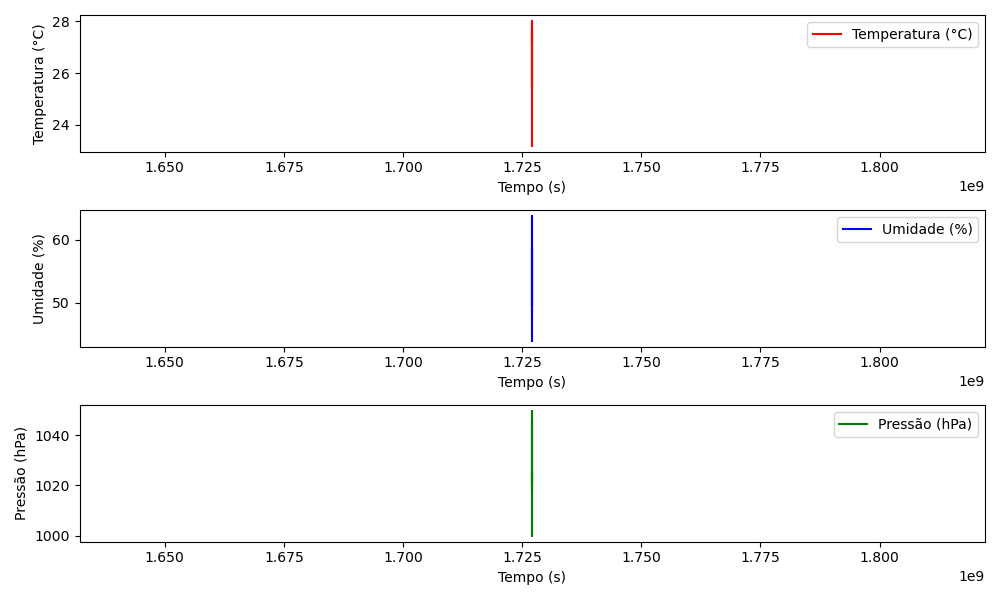 28
26
24
Temperatura (°C)
Temperatura (°C)
1.650 1.675 1.700 1.725 1.750 1.775 1.800
Tempo (s)
1e9
60
50
Umidade (%)
Umidade (%)
1.650 1.675 1.700 1.725 1.750 1.775 1.800
Tempo (s)
1e9
1040
1020
1000
Pressão (hPa)
Pressão (hPa)
1.650 1.675 1.700 1.725 1.750 1.775 1.800
Tempo (s)
1e9